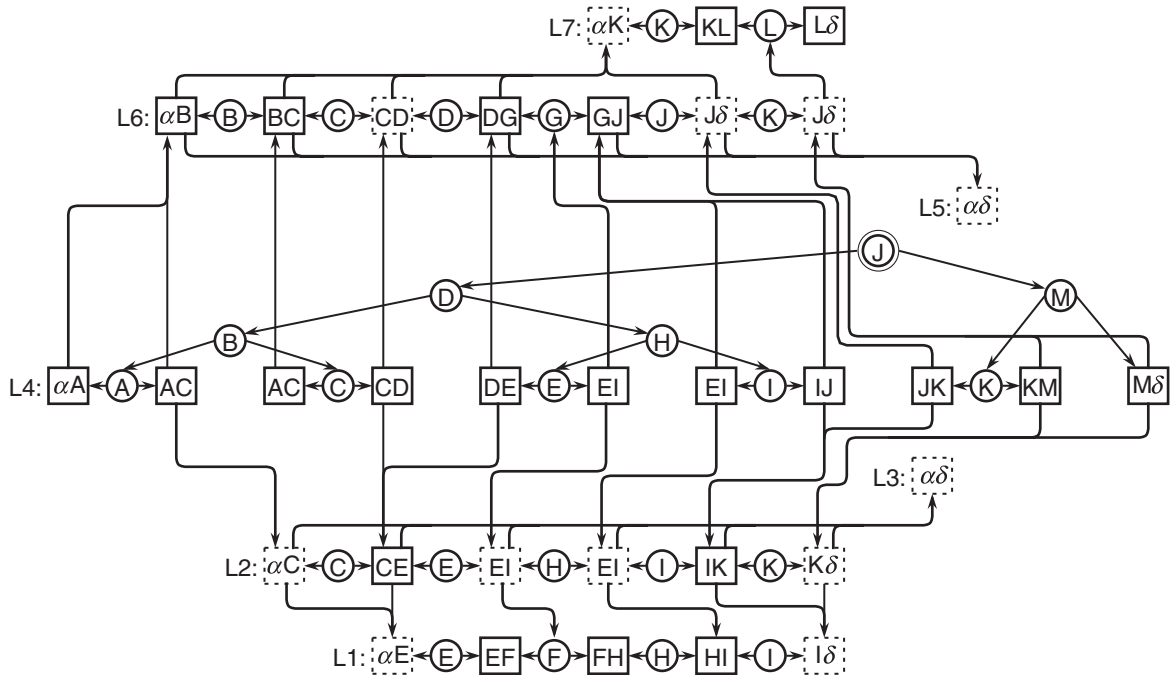 L7: αK K KL L Lδ
L6: αB B BC C CD D DG G GJ J Jδ K Jδ
L5: αδ
J
D M
B H
L4: αA A AC AC C CD DE E EI EI I IJ JK K KM Mδ
L3: αδ
L2: αC C CE E EI H EI I IK K Kδ
L1: αE E EF F FH H HI I Iδ